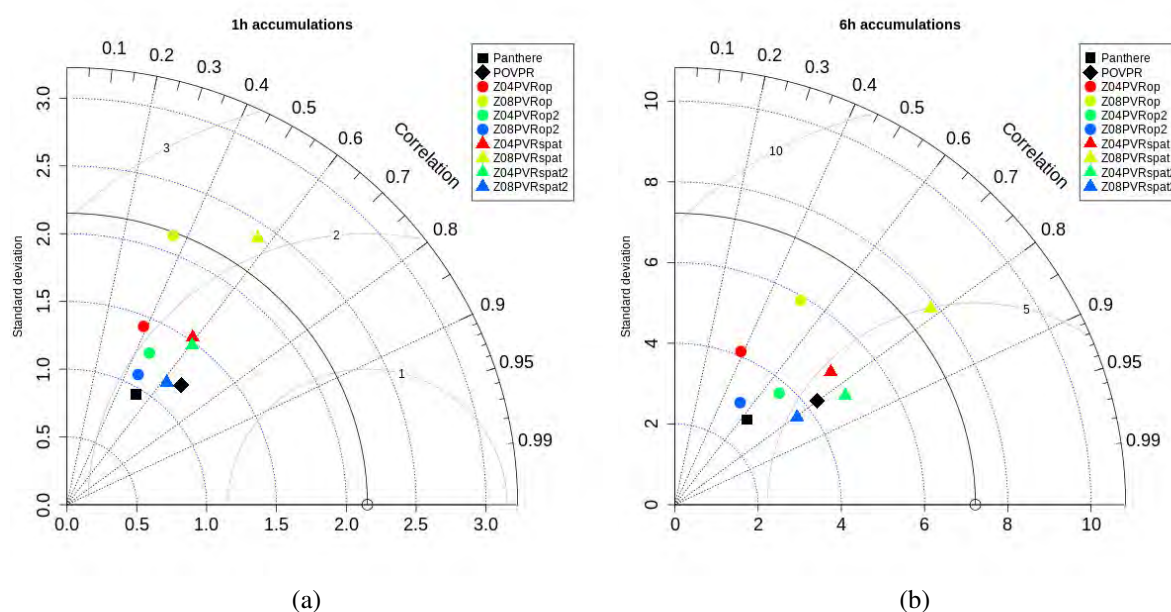 1h accumulations
0.1
0.2
0.3
0.4
0.5
0.6
0.7
0.8
0.9
0.95
0.99
Correlation
Standard deviation
3.0
2.5
2.0
1.5
1.0
0.5
0.0
3
2
1
0.0 0.5 1.0 1.5 2.0 2.5 3.0
Panthere
POVPR
Z04PVRop
Z08PVRop
Z04PVRop2
Z08PVRop2
Z04PVRspat
Z08PVRspat
Z04PVRspat2
Z08PVRspat2
(a)
6h accumulations
0.1
0.2
0.3
0.4
0.5
0.6
0.7
0.8
0.9
0.95
0.99
Correlation
Standard deviation
10
8
6
4
2
0
10
5
0 2 4 6 8 10
Panthere
POVPR
Z04PVRop
Z08PVRop
Z04PVRop2
Z08PVRop2
Z04PVRspat
Z08PVRspat
Z04PVRspat2
Z08PVRspat2
(b)